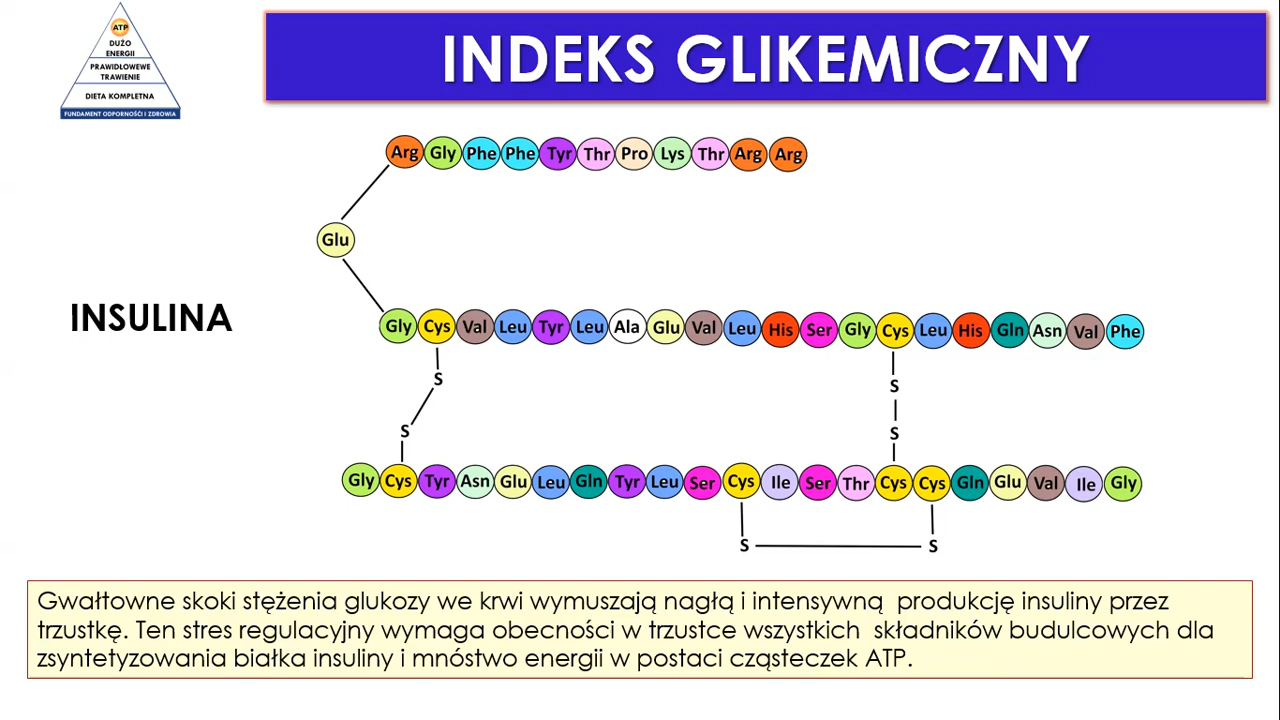 ATP
DUŻO
ENERGII
PRAWIDŁOWEWE
TRAWIENIE
DIETA KOMPLETNA
FUNDAMENT ODPORNOŚCI I ZDROWIA
INDEKS GLIKEMICZNY
Arg Gly Phe Phe Tyr Thr Pro Lys Thr Arg Arg
Glu
INSULINA
Gly Cys Val Leu Tyr Leu Ala Glu Val Leu His Ser Gly Cys Leu His Gln Asn Val Phe
S S
S S
Gly Cys Tyr Asn Glu Leu Gln Tyr Leu Ser Cys Ile Ser Thr Cys Cys Gln Glu Val Ile Gly
S S
Gwałtowne skoki stężenia glukozy we krwi wymuszają nagłą i intensywną produkcję insuliny przez
trzustkę. Ten stres regulacyjny wymaga obecności w trzustce wszystkich składników budulcowych dla
zsyntetyzowania białka insuliny i mnóstwo energii w postaci cząsteczek ATP.